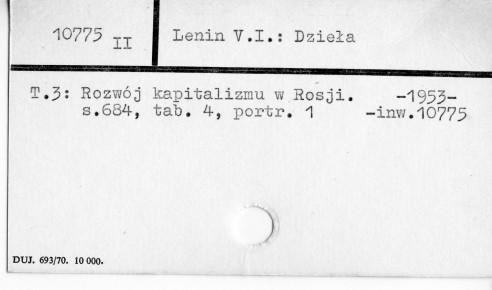 10775 II
Lenin V.I.: Dzieła
T.3: Rozwój kapitalizmu w Rosji. -1953-
s.684, tab. 4, portr. 1 -inw.10775
DUJ. 693/70. 10 000.